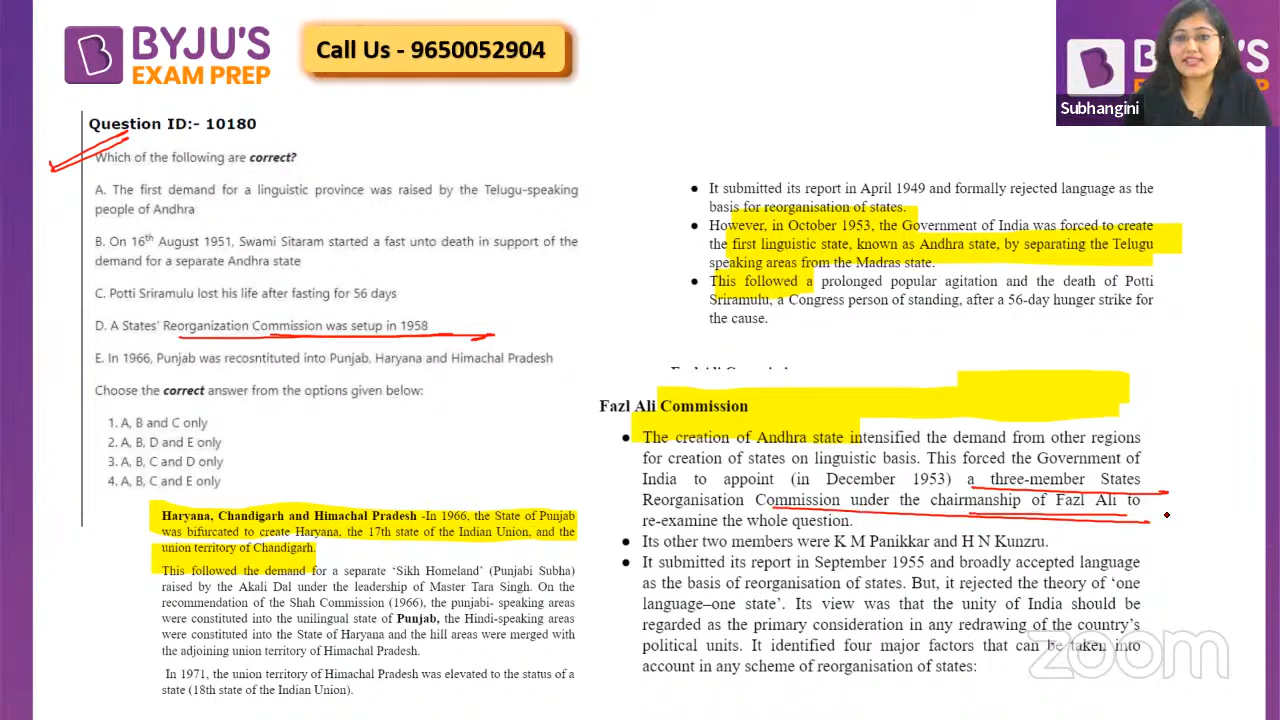 BYJU'S
EXAM PREP
Call Us - 9650052904
Subhangini
Question ID:- 10180
Which of the following are correct?
A. The first demand for a linguistic province was raised by the Telugu-speaking
people of Andhra
B. On 16th August 1951, Swami Sitaram started a fast unto death in support of the
demand for a separate Andhra state
C. Potti Sriramulu lost his life after fasting for 56 days
D. A States' Reorganization Commission was setup in 1958
E. In 1966, Punjab was recosntituted into Punjab, Haryana and Himachal Pradesh
Choose the correct answer from the options given below:
1. A, B and C only
2. A, B, D and E only
3. A, B, C and D only
4. A, B, C and E only
Haryana, Chandigarh and Himachal Pradesh -In 1966, the State of Punjab
was bifurcated to create Haryana, the 17th state of the Indian Union, and the
union territory of Chandigarh.
This followed the demand for a separate 'Sikh Homeland' (Punjabi Subha)
raised by the Akali Dal under the leadership of Master Tara Singh. On the
recommendation of the Shah Commission (1966), the punjabi- speaking areas
were constituted into the unilingual state of Punjab, the Hindi-speaking areas
were constituted into the State of Haryana and the hill areas were merged with
the adjoining union territory of Himachal Pradesh.
In 1971, the union territory of Himachal Pradesh was elevated to the status of a
state (18th state of the Indian Union).
• It submitted its report in April 1949 and formally rejected language as the
basis for reorganisation of states.
• However, in October 1953, the Government of India was forced to create
the first linguistic state, known as Andhra state, by separating the Telugu
speaking areas from the Madras state.
• This followed a prolonged popular agitation and the death of Potti
Sriramulu, a Congress person of standing, after a 56-day hunger strike for
the cause.
Fazl Ali Commission
• The creation of Andhra state intensified the demand from other regions
for creation of states on linguistic basis. This forced the Government of
India to appoint (in December 1953) a three-member States
Reorganisation Commission under the chairmanship of Fazl Ali to
re-examine the whole question.
• Its other two members were K M Panikkar and H N Kunzru.
• It submitted its report in September 1955 and broadly accepted language
as the basis of reorganisation of states. But, it rejected the theory of 'one
language–one state'. Its view was that the unity of India should be
regarded as the primary consideration in any redrawing of the country's
political units. It identified four major factors that can be taken into
account in any scheme of reorganisation of states:
zoom